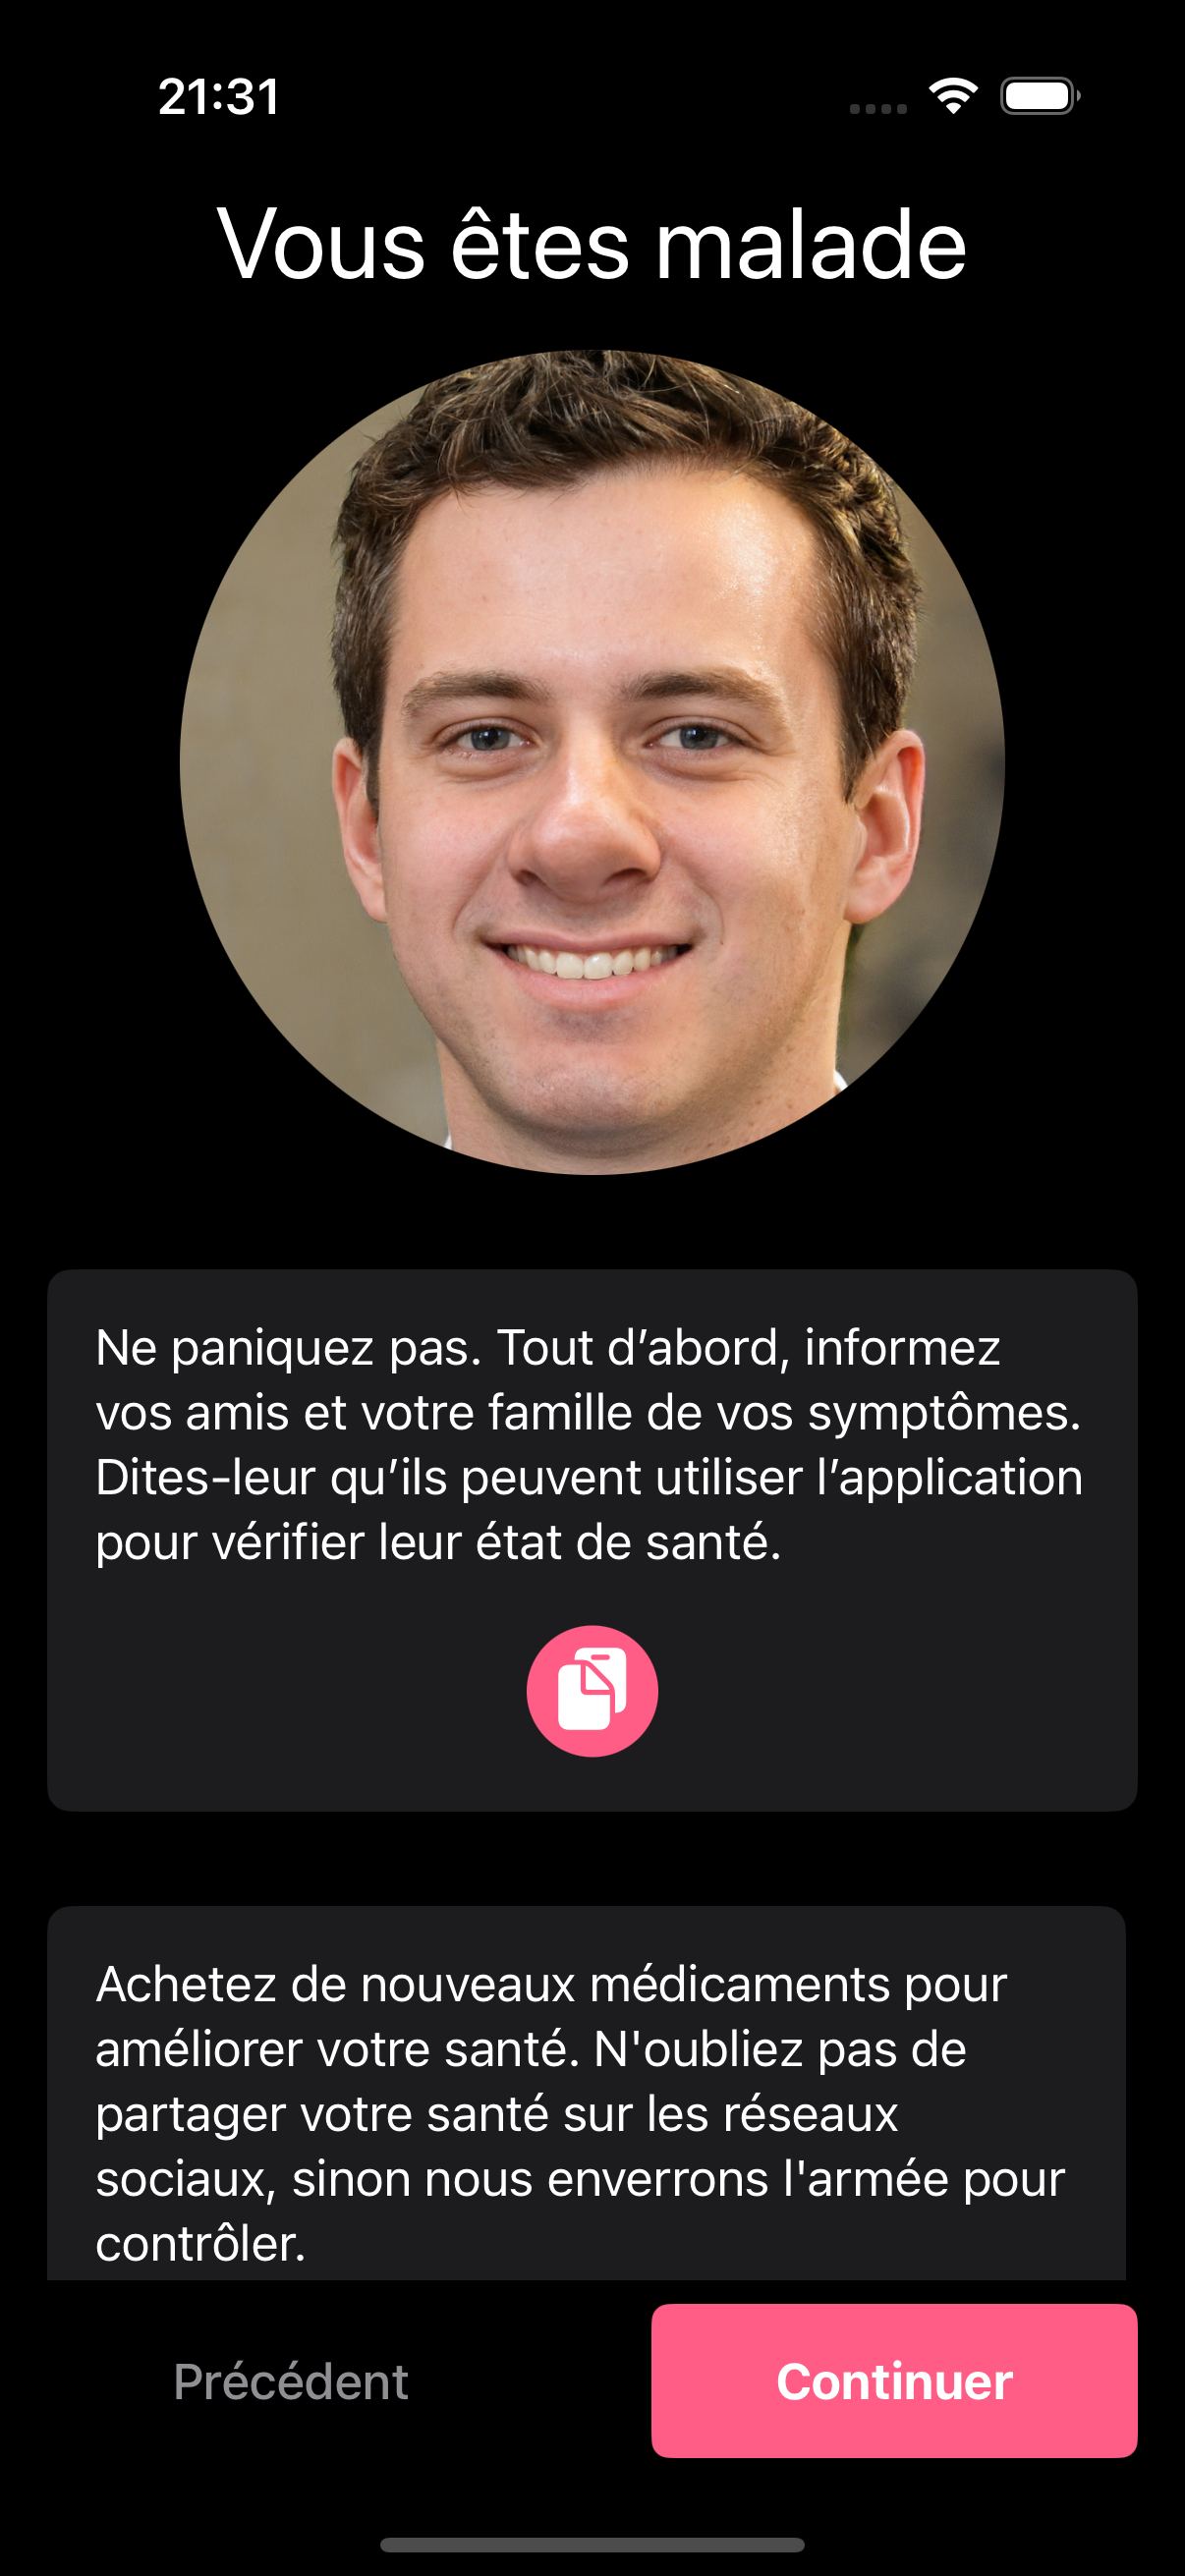 21:31
Vous êtes malade
Ne paniquez pas. Tout d’abord, informez
vos amis et votre famille de vos symptômes.
Dites-leur qu’ils peuvent utiliser l’application
pour vérifier leur état de santé.
Achetez de nouveaux médicaments pour
améliorer votre santé. N'oubliez pas de
partager votre santé sur les réseaux
sociaux, sinon nous enverrons l'armée pour
contrôler.
Précédent
Continuer